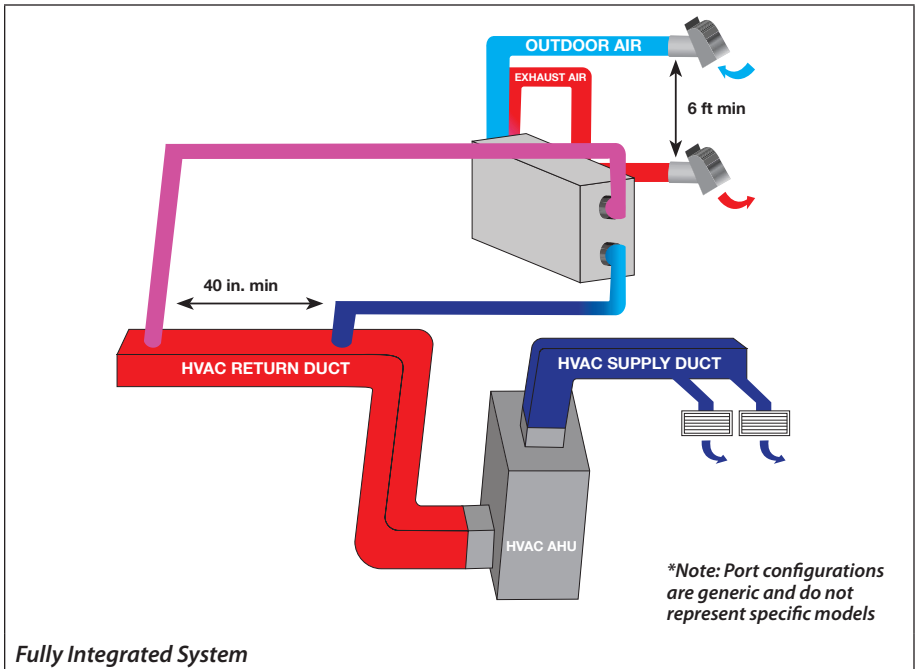 OUTDOOR AIR
EXHAUST AIR
6 ft min
40 in. min
HVAC RETURN DUCT
HVAC SUPPLY DUCT
HVAC AHU
*Note: Port configurations
are generic and do not
represent specific models
Fully Integrated System